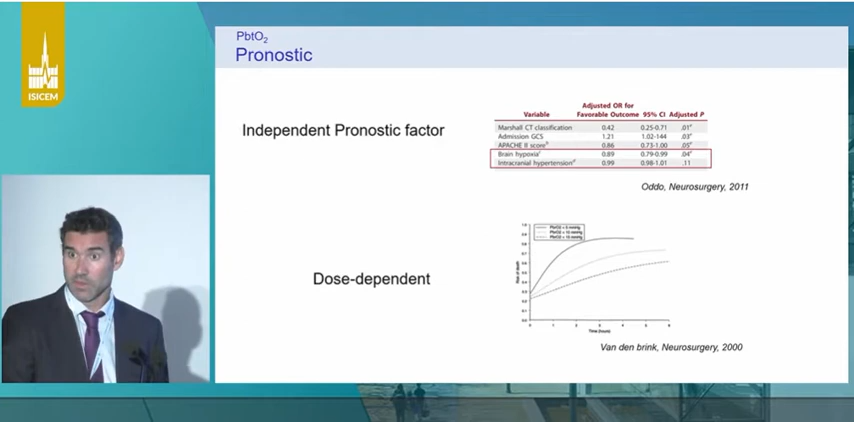 ISICEM
PbtO2
Pronostic
Independent Pronostic factor
Adjusted OR for
Variable Favorable Outcome 95% CI Adjusted P
Marshall CT classification 0.42 0.25-0.71 .01
Admission GCS 1.21 1.02-144 .03
APACHE II score 0.86 0.73-1.00 .05
Brain hypoxia 0.89 0.79-0.99 .04
Intracranial hypertension 0.99 0.98-1.01 .11
Oddo, Neurosurgery, 2011
Dose-dependent
Time (hours)
Van den brink, Neurosurgery, 2000